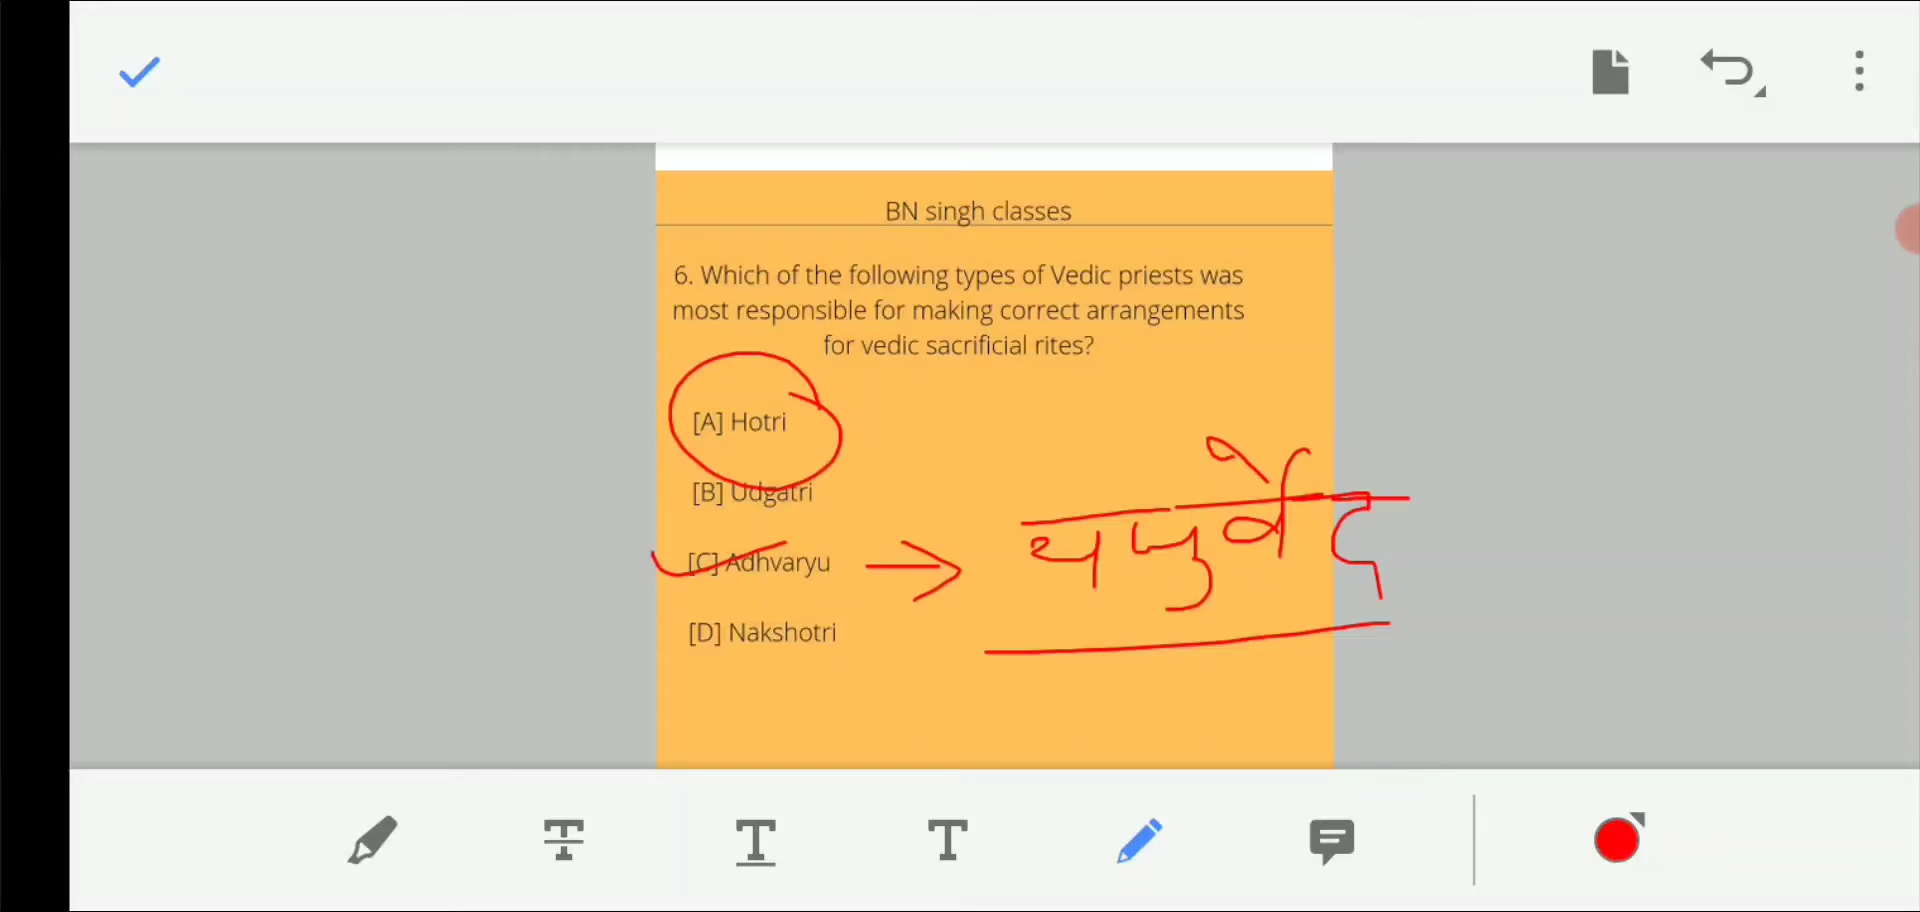 BN singh classes
6. Which of the following types of Vedic priests was
most responsible for making correct arrangements
for vedic sacrificial rites?
[A] Hotri
[B] Udgatri
[C] Adhvaryu
यजुर्वेद
[D] Nakshotri